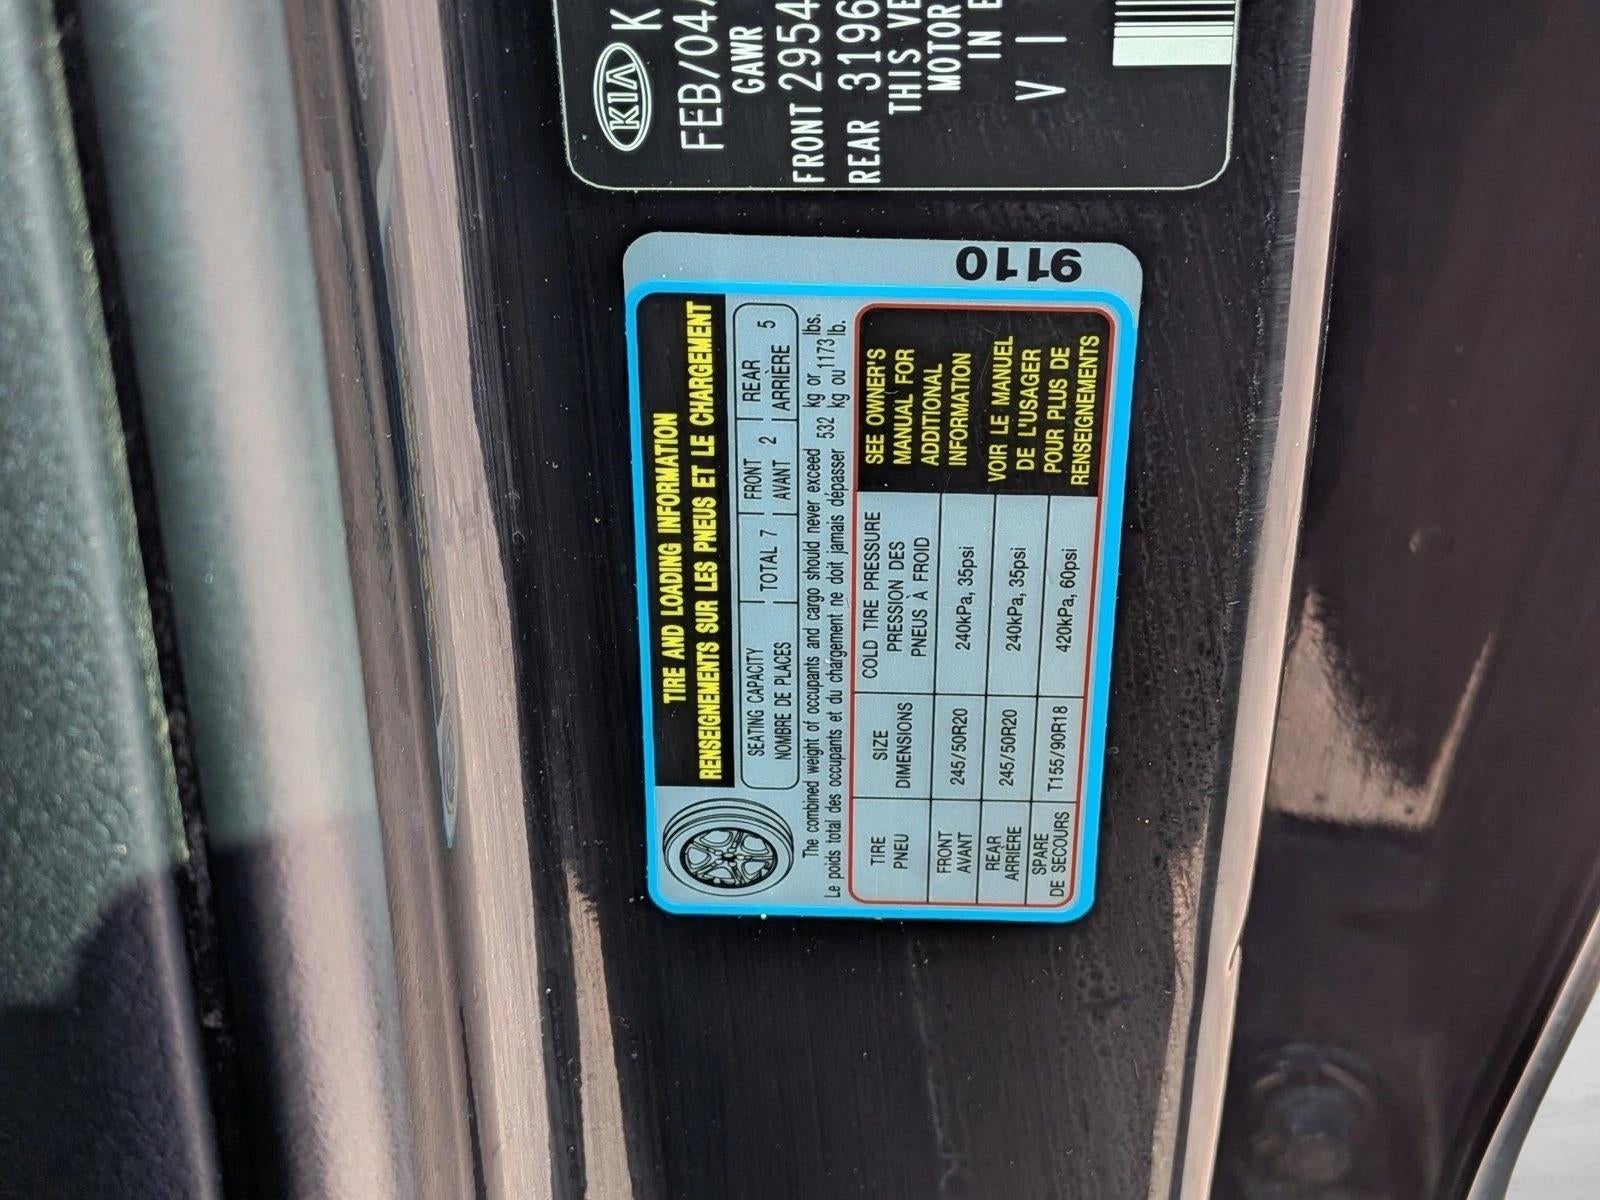 KIA K
FEB/04/
GAWR
FRONT 2954
REAR 3196
THIS VE
MOTOR
IN E
V I
9110
TIRE AND LOADING INFORMATION
RENSEIGNEMENTS SUR LES PNEUS ET LE CHARGEMENT
SEATING CAPACITY
NOMBRE DE PLACES
TOTAL 7
FRONT
AVANT 2
REAR
ARRIÈRE 5
The combined weight of occupants and cargo should never exceed 532 kg or 1173 lbs.
Le poids total des occupants et du chargement ne doit jamais dépasser kg ou lb.
TIRE
PNEU
SIZE
DIMENSIONS
COLD TIRE PRESSURE
PRESSION DES
PNEUS À FROID
FRONT
AVANT
245/50R20
240kPa, 35psi
REAR
ARRIÈRE
245/50R20
240kPa, 35psi
SPARE
DE SECOURS
T155/90R18
420kPa, 60psi
SEE OWNER'S
MANUAL FOR
ADDITIONAL
INFORMATION
VOIR LE MANUEL
DE L'USAGER
POUR PLUS DE
RENSEIGNEMENTS